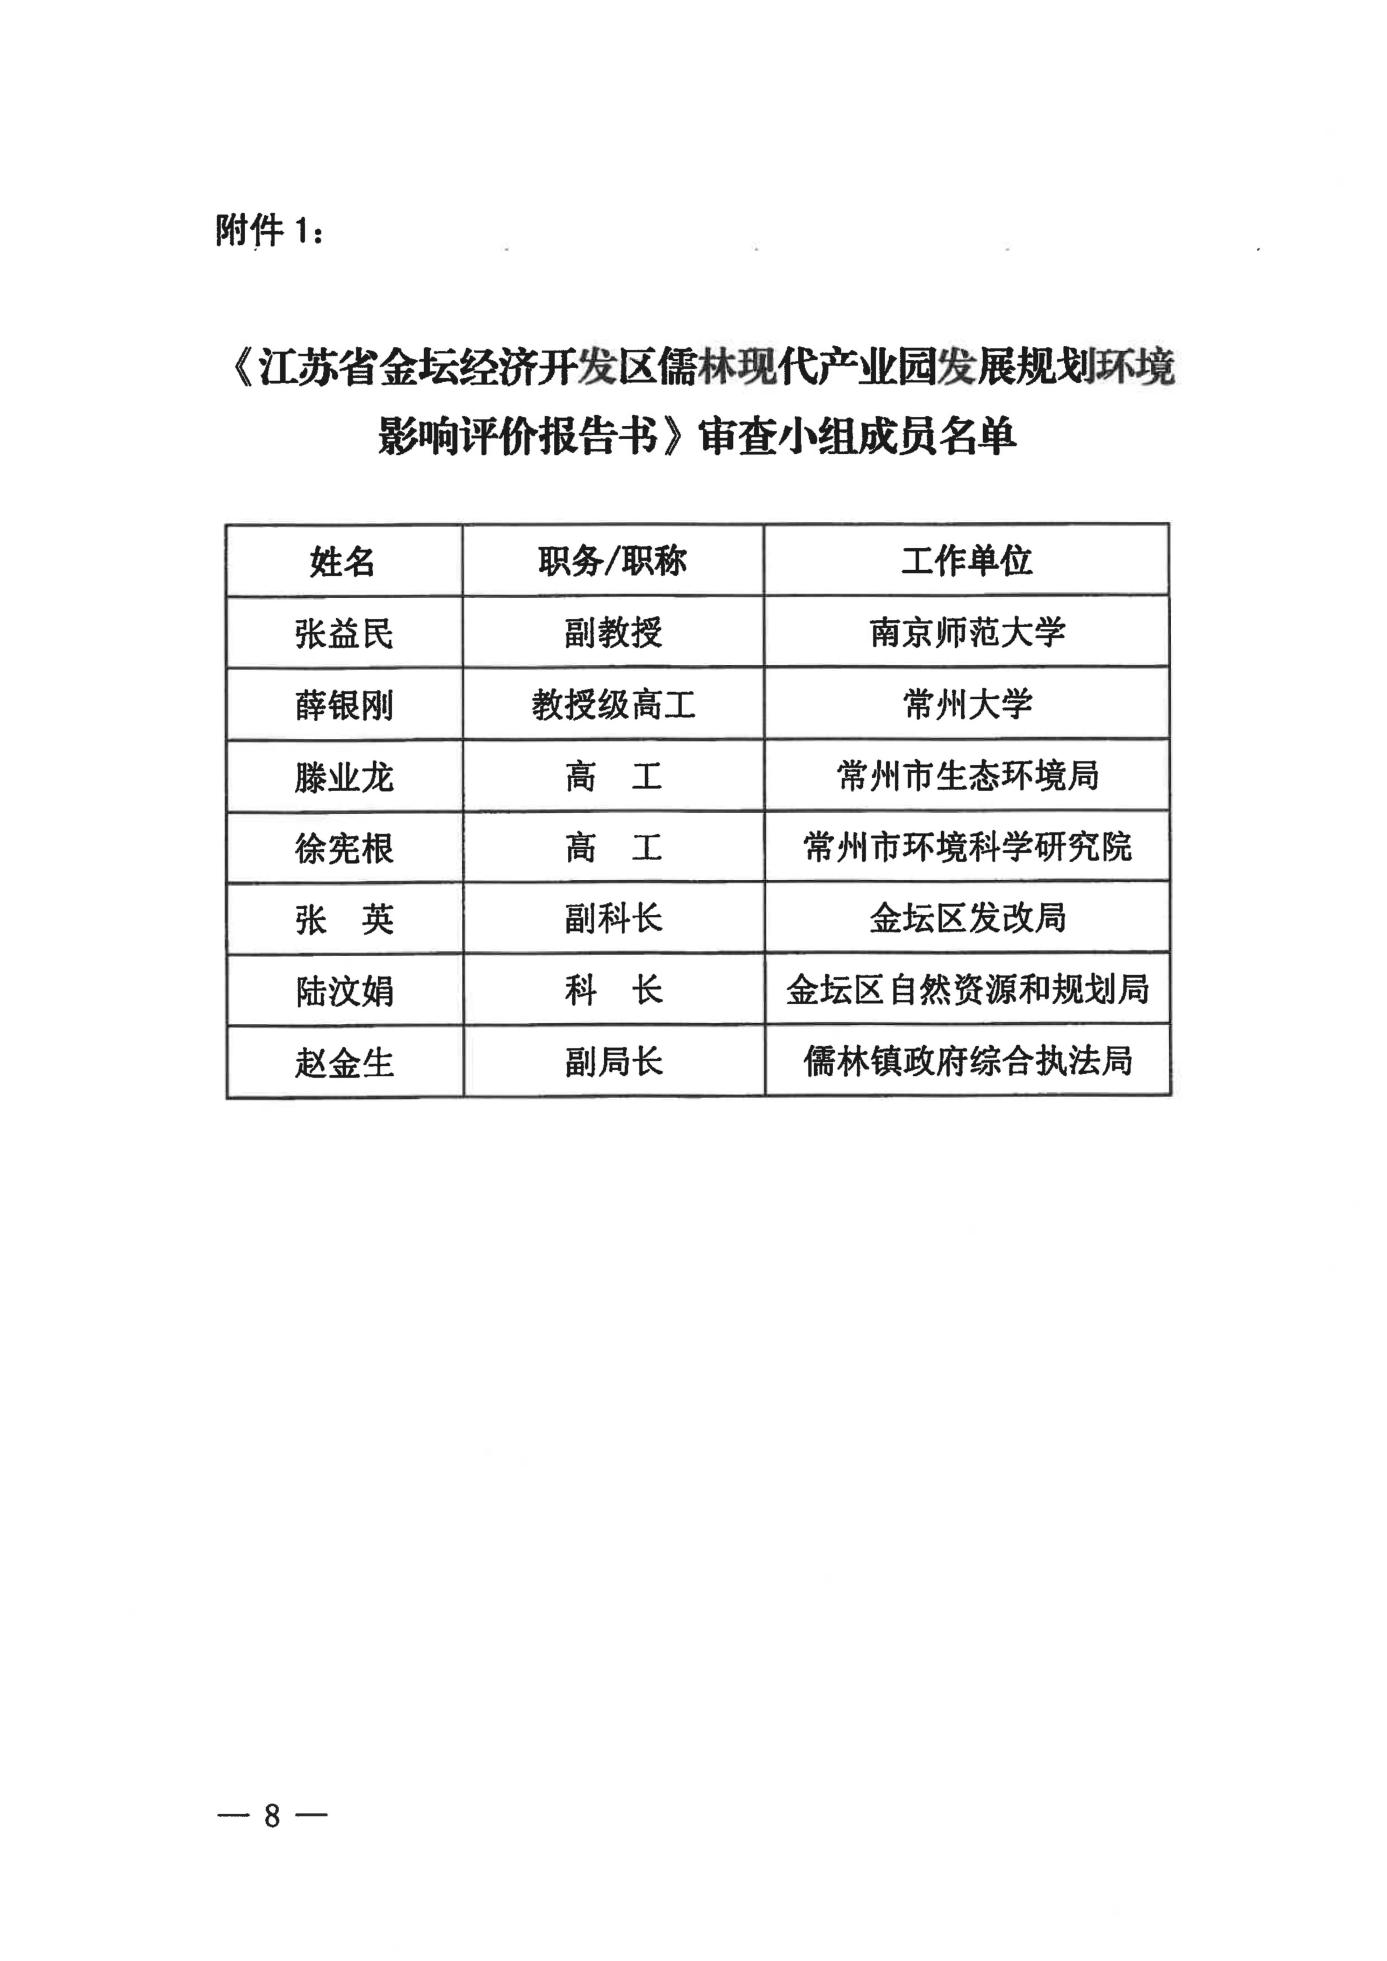 附件 1：
《江苏省金坛经济开发区儒林现代产业园发展规划环境
影响评价报告书》审查小组成员名单
姓名 职务/职称 工作单位
张益民 副教授 南京师范大学
薛银刚 教授级高工 常州大学
滕业龙 高 工 常州市生态环境局
徐宪根 高 工 常州市环境科学研究院
张 英 副科长 金坛区发改局
陆汶娟 科 长 金坛区自然资源和规划局
赵金生 副局长 儒林镇政府综合执法局
— 8 —